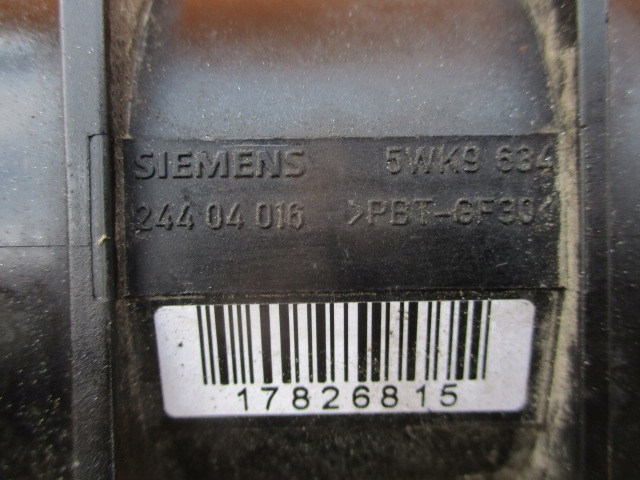 SIEMENS 5WK9 634
244 04 016 >PBT-GF30<
17826815